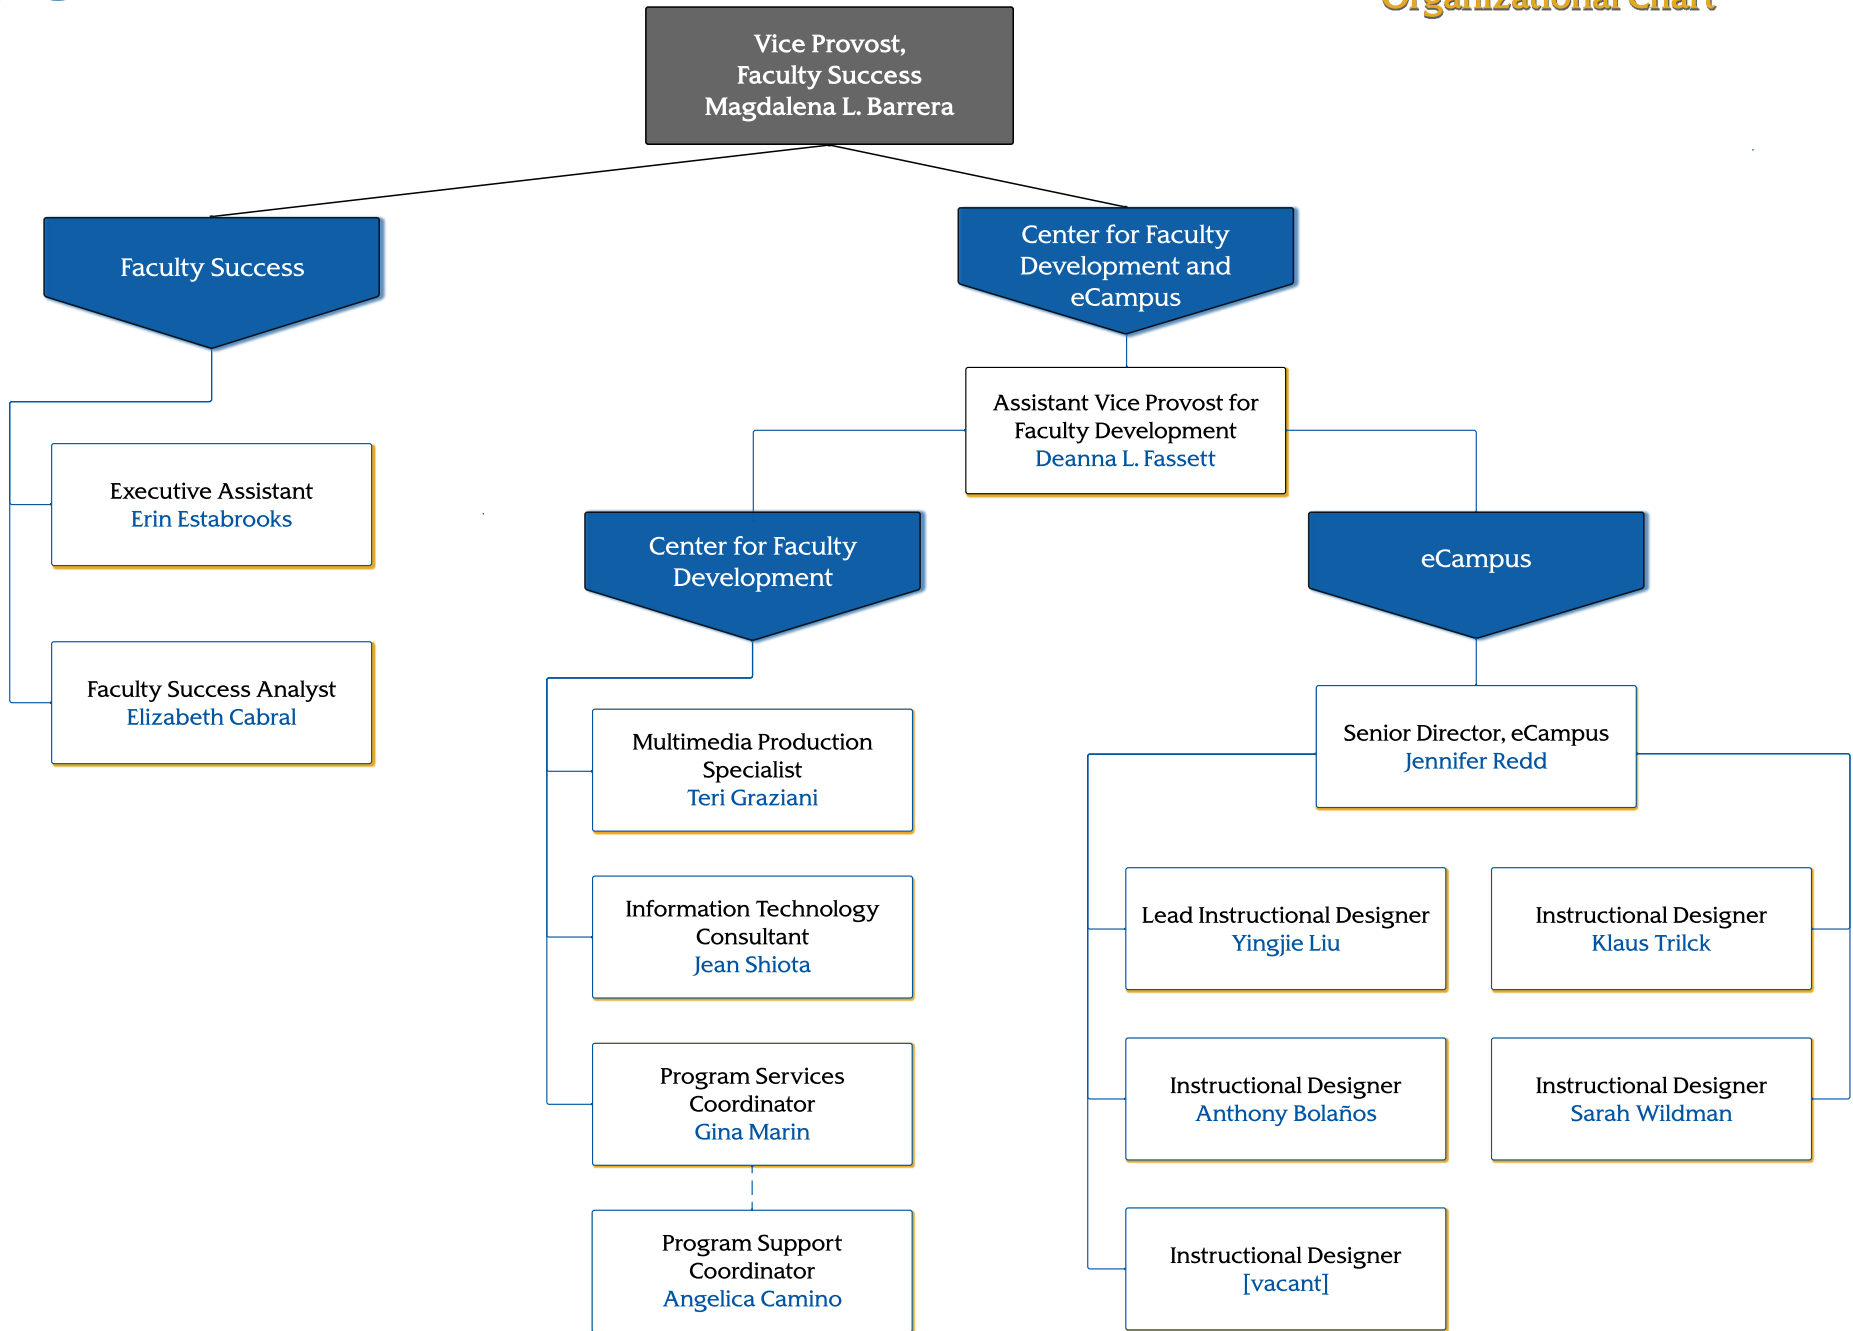 Organizational Chart
Vice Provost,
Faculty Success
Magdalena L. Barrera
Faculty Success
Center for Faculty
Development and
eCampus
Executive Assistant
Erin Estabrooks
Faculty Success Analyst
Elizabeth Cabral
Assistant Vice Provost for
Faculty Development
Deanna L. Fassett
Center for Faculty
Development
Multimedia Production
Specialist
Teri Graziani
Information Technology
Consultant
Jean Shiota
Program Services
Coordinator
Gina Marin
Program Support
Coordinator
Angelica Camino
eCampus
Senior Director, eCampus
Jennifer Redd
Lead Instructional Designer
Yingjie Liu
Instructional Designer
Klaus Trilck
Instructional Designer
Anthony Bolaños
Instructional Designer
Sarah Wildman
Instructional Designer
[vacant]